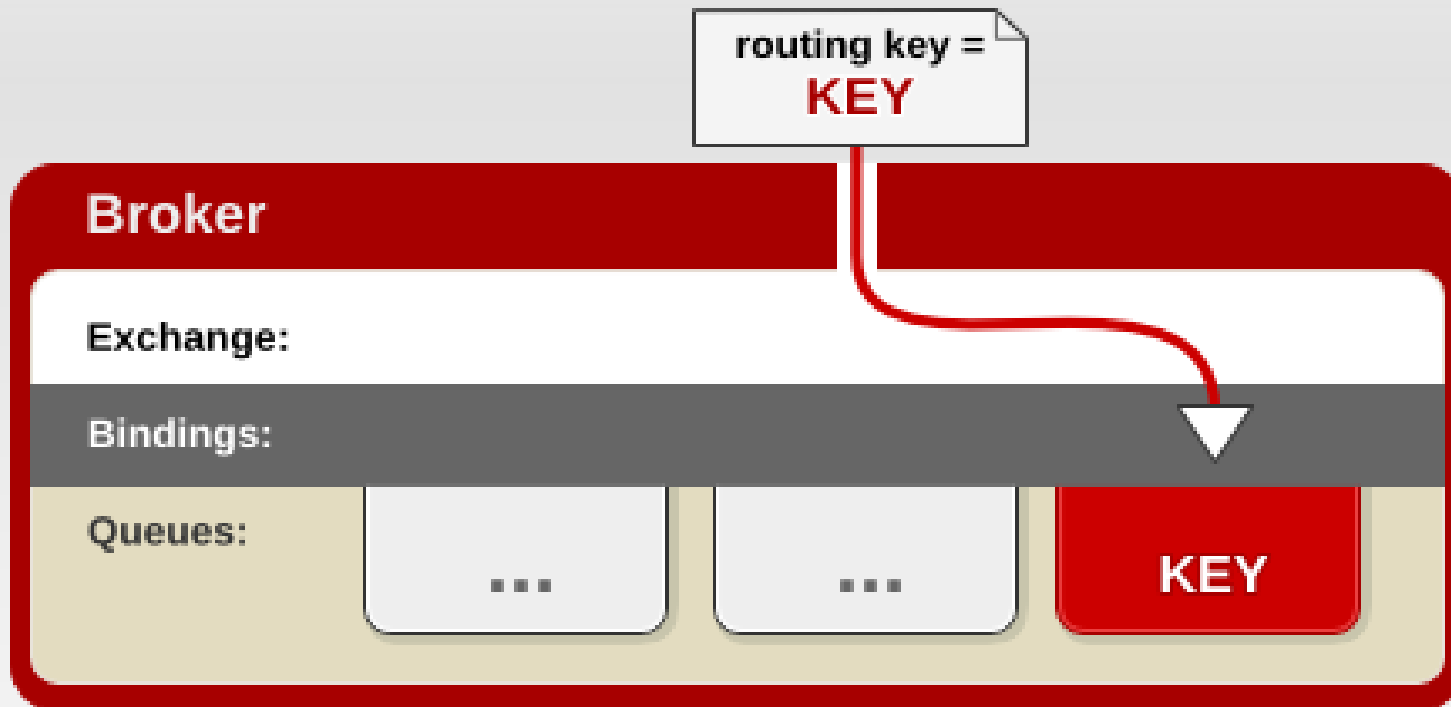 routing key =
KEY
Broker
Exchange:
Bindings:
Queues:
...
...
KEY